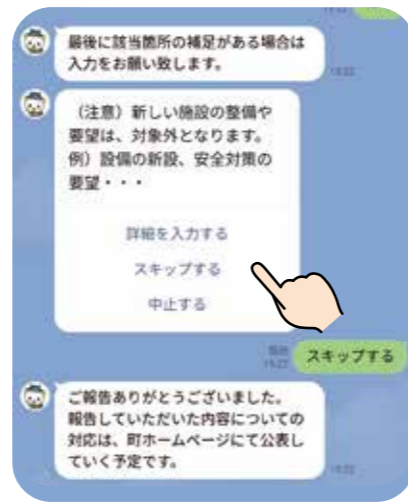 最後に該当箇所の補足がある場合は
入力をお願い致します。
（注意）新しい施設の整備や
要望は、対象外となります。
例）設備の新設、安全対策の
要望・・・
詳細を入力する
スキップする
中止する
スキップする
ご報告ありがとうございました。
報告していただいた内容についての
対応は、町ホームページにて公表し
ていく予定です。